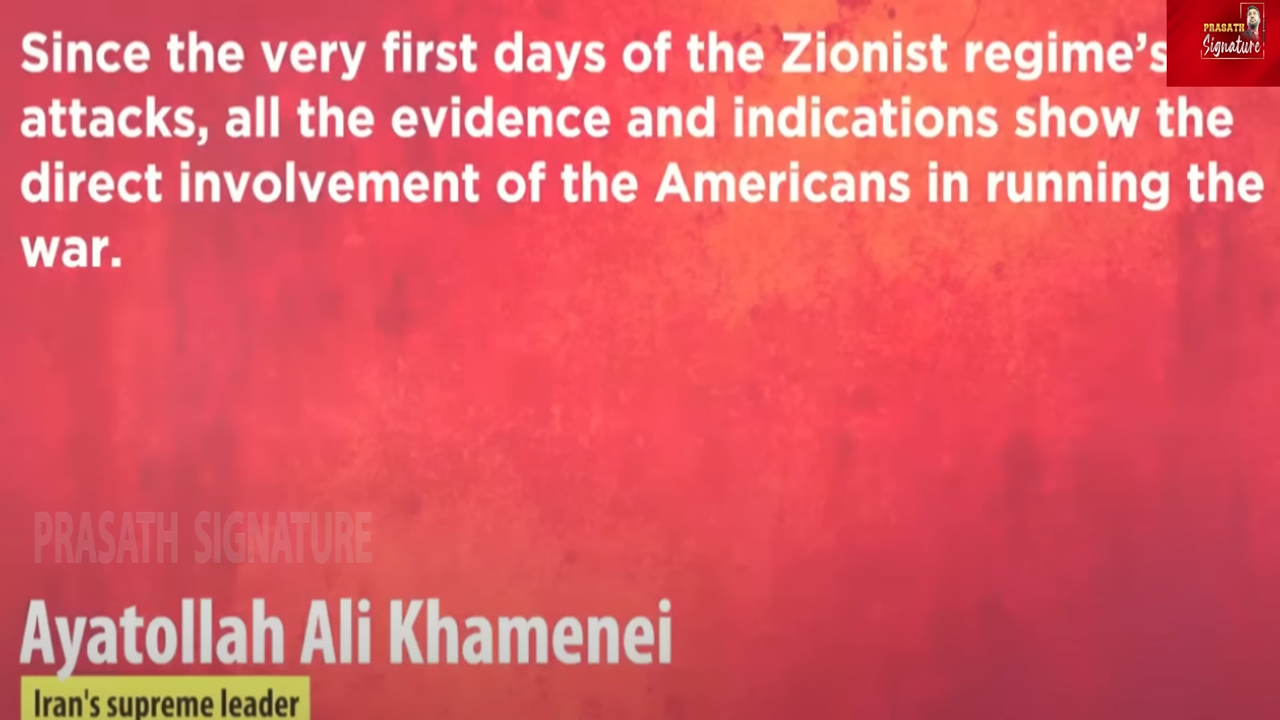 PRASATH
Signature
Since the very first days of the Zionist regime’s
attacks, all the evidence and indications show the
direct involvement of the Americans in running the
war.
PRASATH SIGNATURE
Ayatollah Ali Khamenei
Iran's supreme leader